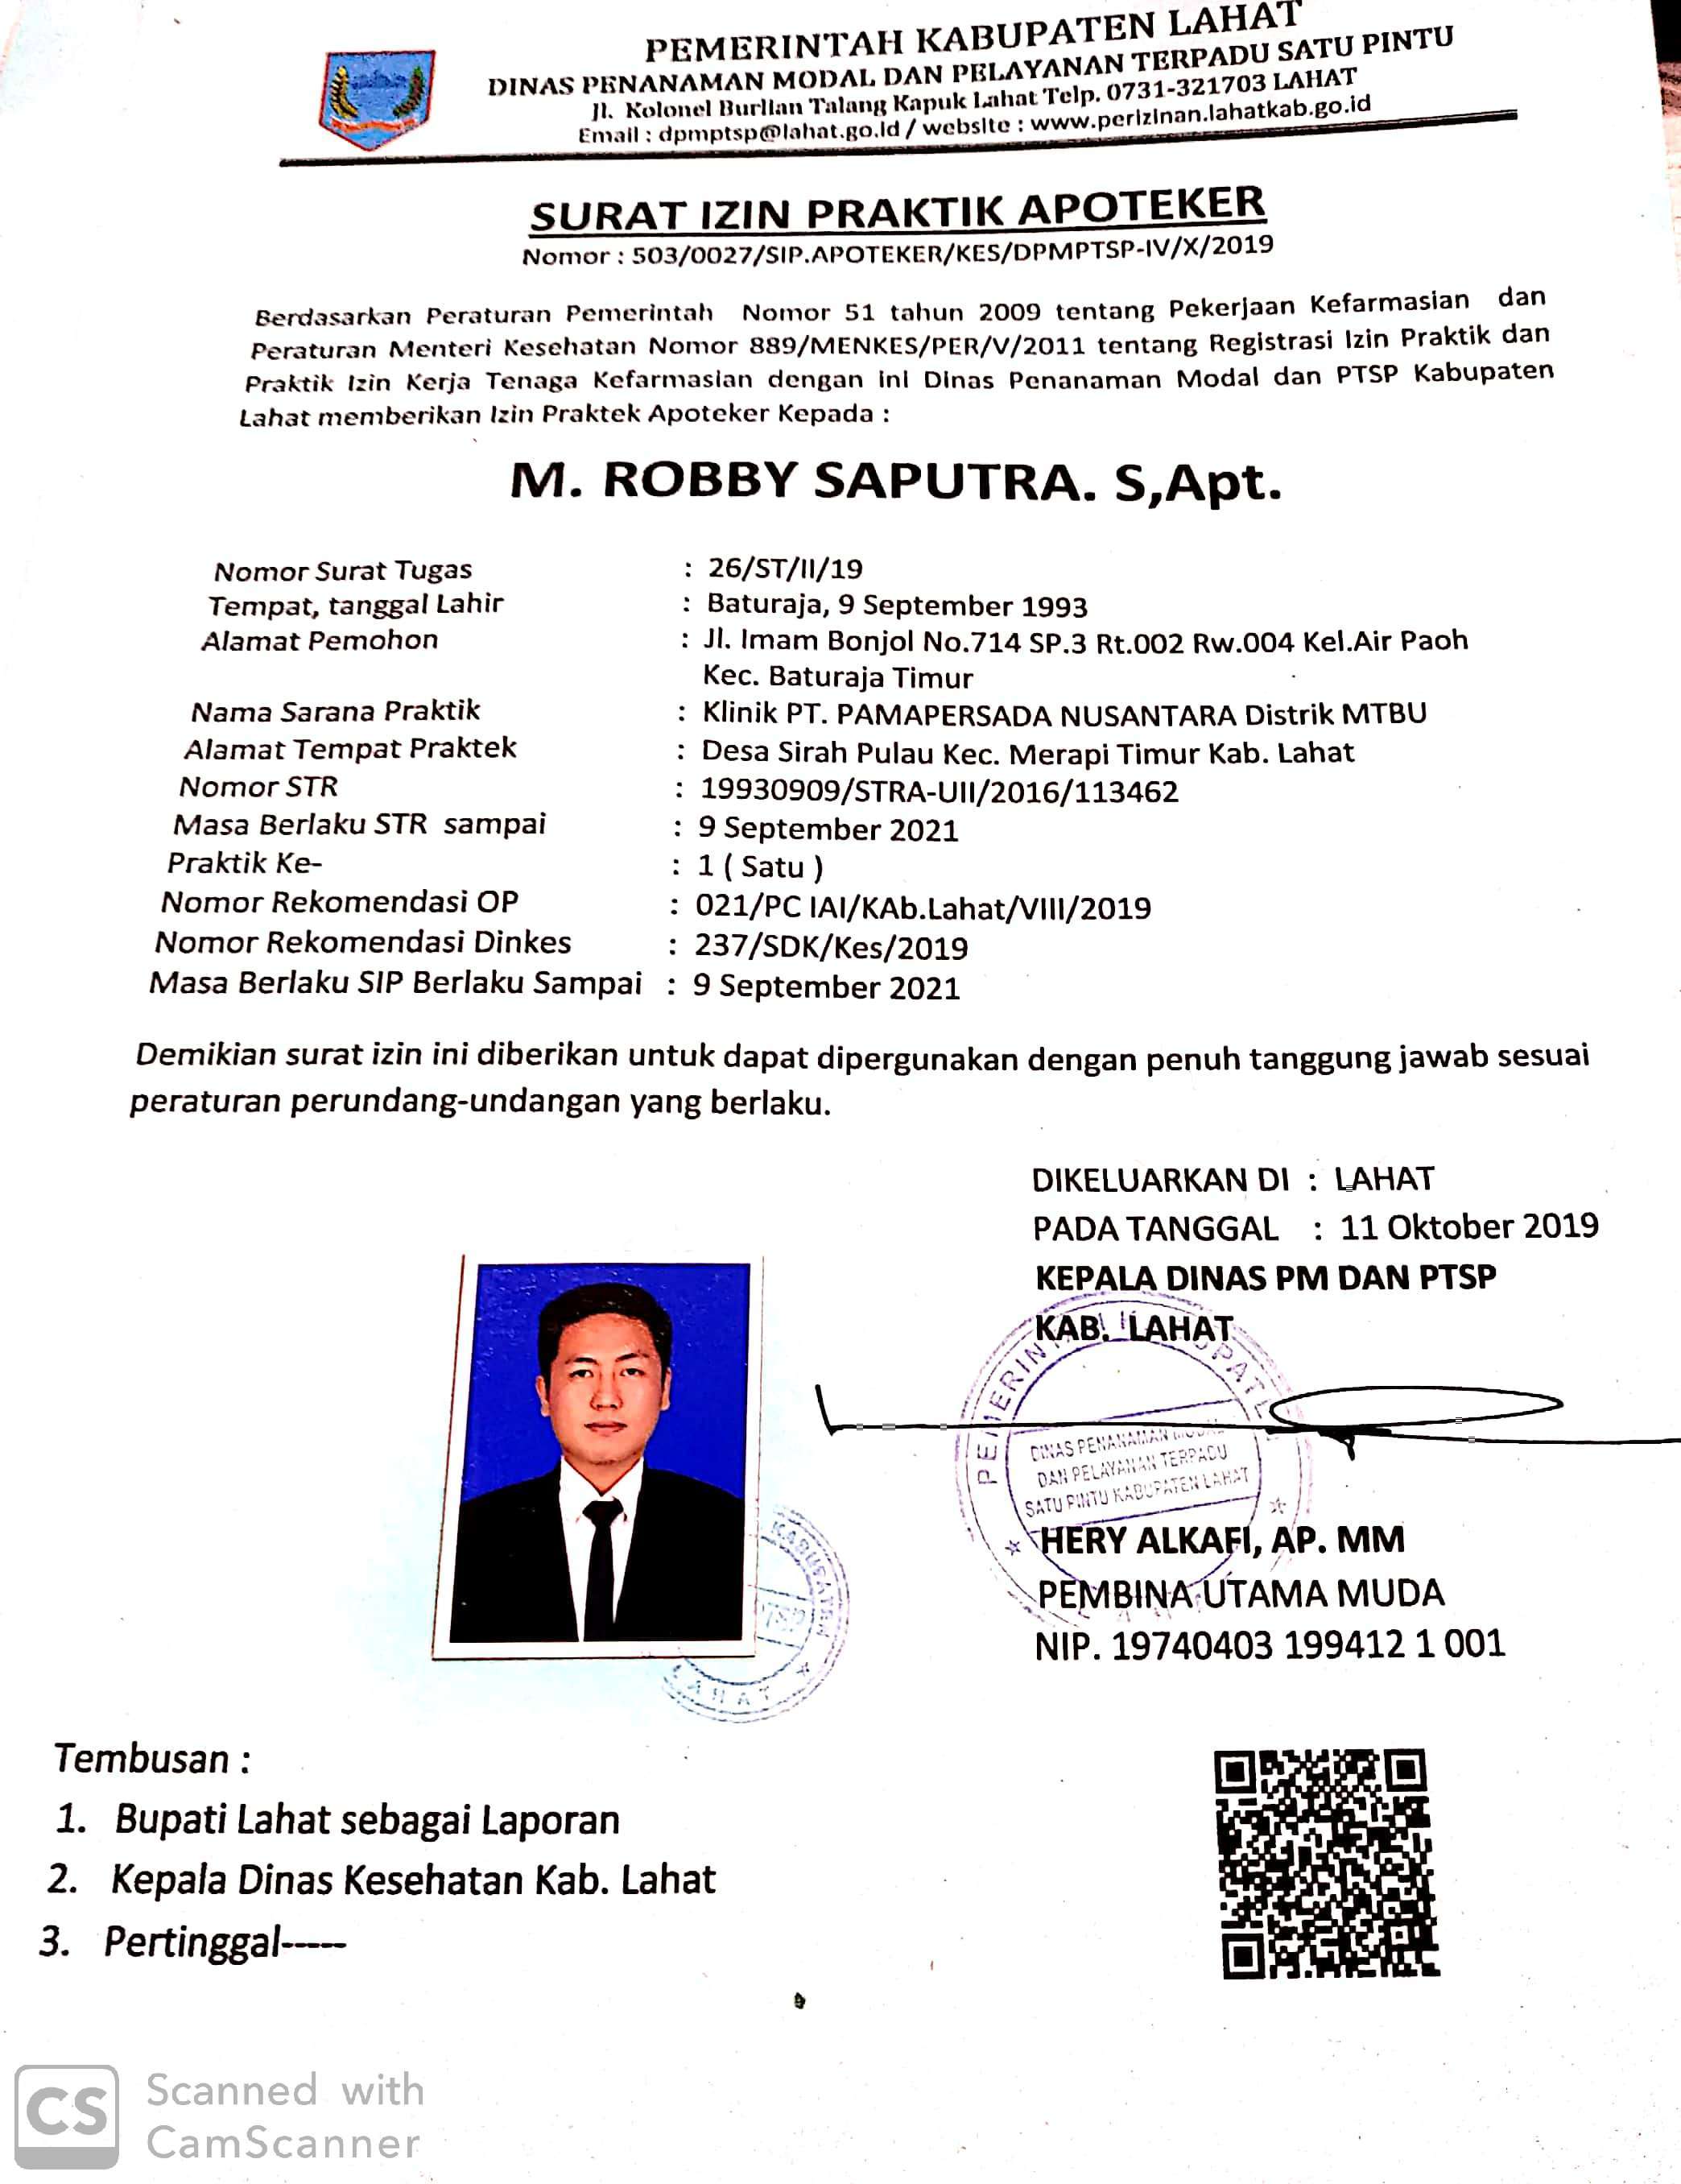 PEMERINTAH KABUPATEN LAHAT
DINAS PENANAMAN MODAL DAN PELAYANAN TERPADU SATU PINTU
Jl. Kolonel Burlian Talang Kapuk Lahat Telp. 0731-321703 LAHAT
Email : dpmptsp@lahat.go.id / website : www.perizinan.lahatkab.go.id
SURAT IZIN PRAKTIK APOTEKER
Nomor : 503/0027/SIP.APOTEKER/KES/DPMPTSP-IV/X/2019
Berdasarkan Peraturan Pemerintah Nomor 51 tahun 2009 tentang Pekerjaan Kefarmasian dan
Peraturan Menteri Kesehatan Nomor 889/MENKES/PER/V/2011 tentang Registrasi Izin Praktik dan
Praktik Izin Kerja Tenaga Kefarmasian dengan ini Dinas Penanaman Modal dan PTSP Kabupaten
Lahat memberikan Izin Praktek Apoteker Kepada :
M. ROBBY SAPUTRA. S,Apt.
Nomor Surat Tugas : 26/ST/II/19
Tempat, tanggal Lahir : Baturaja, 9 September 1993
Alamat Pemohon : Jl. Imam Bonjol No.714 SP.3 Rt.002 Rw.004 Kel.Air Paoh
Kec. Baturaja Timur
Nama Sarana Praktik : Klinik PT. PAMAPERSADA NUSANTARA Distrik MTBU
Alamat Tempat Praktek : Desa Sirah Pulau Kec. Merapi Timur Kab. Lahat
Nomor STR : 19930909/STRA-UII/2016/113462
Masa Berlaku STR sampai : 9 September 2021
Praktik Ke- : 1 ( Satu )
Nomor Rekomendasi OP : 021/PC IAI/KAb.Lahat/VIII/2019
Nomor Rekomendasi Dinkes : 237/SDK/Kes/2019
Masa Berlaku SIP Berlaku Sampai : 9 September 2021
Demikian surat izin ini diberikan untuk dapat dipergunakan dengan penuh tanggung jawab sesuai
peraturan perundang-undangan yang berlaku.
DIKELUARKAN DI : LAHAT
PADA TANGGAL : 11 Oktober 2019
KEPALA DINAS PM DAN PTSP
KAB. LAHAT
DINAS PENANAMAN MODAL
DAN PELAYANAN TERPADU
SATU PINTU KABUPATEN LAHAT
HERY ALKAFI, AP. MM
PEMBINA UTAMA MUDA
NIP. 19740403 199412 1 001
KABUPATEN
LAHAT
Tembusan :
1. Bupati Lahat sebagai Laporan
2. Kepala Dinas Kesehatan Kab. Lahat
3. Pertinggal-----
CS
Scanned with
CamScanner